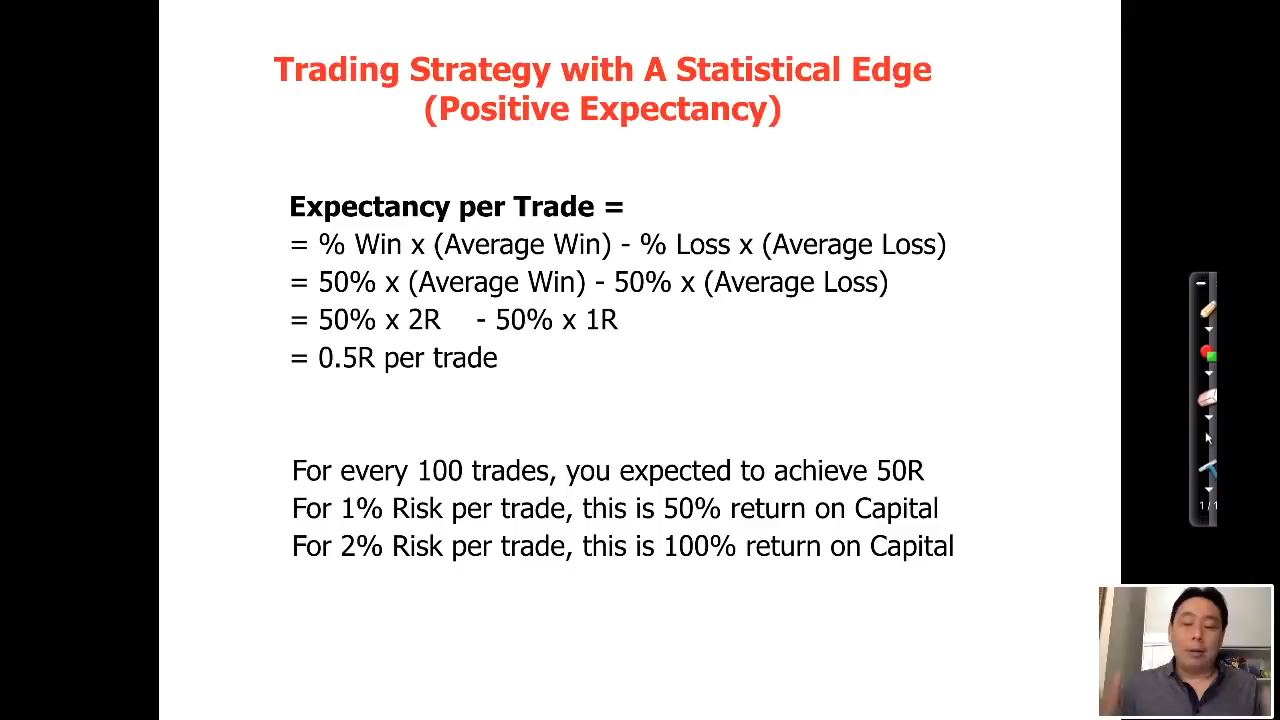 Trading Strategy with A Statistical Edge
(Positive Expectancy)
Expectancy per Trade =
= % Win x (Average Win) - % Loss x (Average Loss)
= 50% x (Average Win) - 50% x (Average Loss)
= 50% x 2R - 50% x 1R
= 0.5R per trade
For every 100 trades, you expected to achieve 50R
For 1% Risk per trade, this is 50% return on Capital
For 2% Risk per trade, this is 100% return on Capital
1 / 1